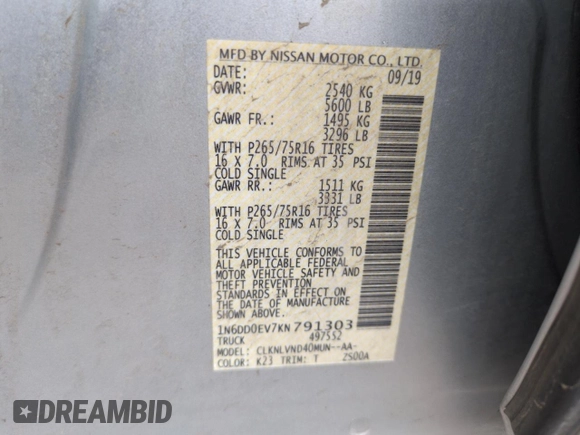 MFD BY NISSAN MOTOR CO., LTD.
DATE: 09/19
GVWR: 2540 KG
5600 LB
GAWR FR.: 1495 KG
3296 LB
WITH P265/75R16 TIRES
16 X 7.0 RIMS AT 35 PSI
COLD SINGLE
GAWR RR.: 1511 KG
3331 LB
WITH P265/75R16 TIRES
16 X 7.0 RIMS AT 35 PSI
COLD SINGLE
THIS VEHICLE CONFORMS TO
ALL APPLICABLE FEDERAL
MOTOR VEHICLE SAFETY AND
THEFT PREVENTION
STANDARDS IN EFFECT ON
THE DATE OF MANUFACTURE
SHOWN ABOVE.
1N6DD0EV7KN791303
TRUCK 497552
MODEL: CLKNLVND40MUN--AA-
COLOR: K23 TRIM: T 2S00A
DREAMBID